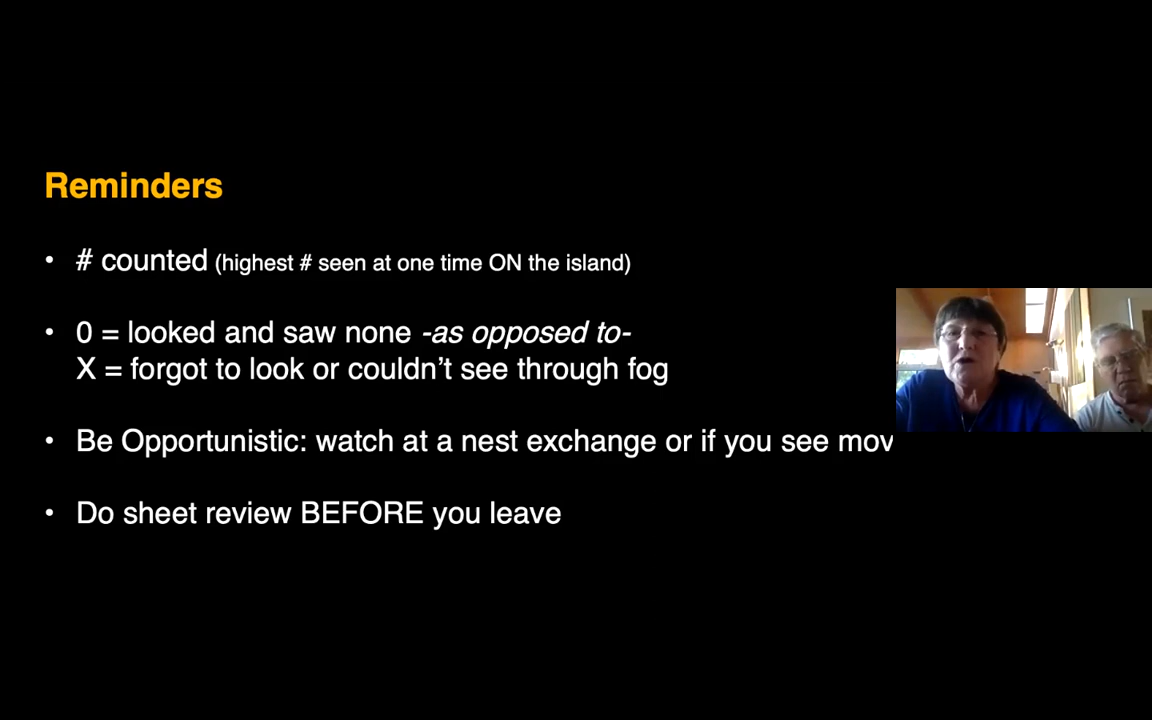 Reminders
• # counted (highest # seen at one time ON the island)
• 0 = looked and saw none -as opposed to-
X = forgot to look or couldn’t see through fog
• Be Opportunistic: watch at a nest exchange or if you see
• Do sheet review BEFORE you leave